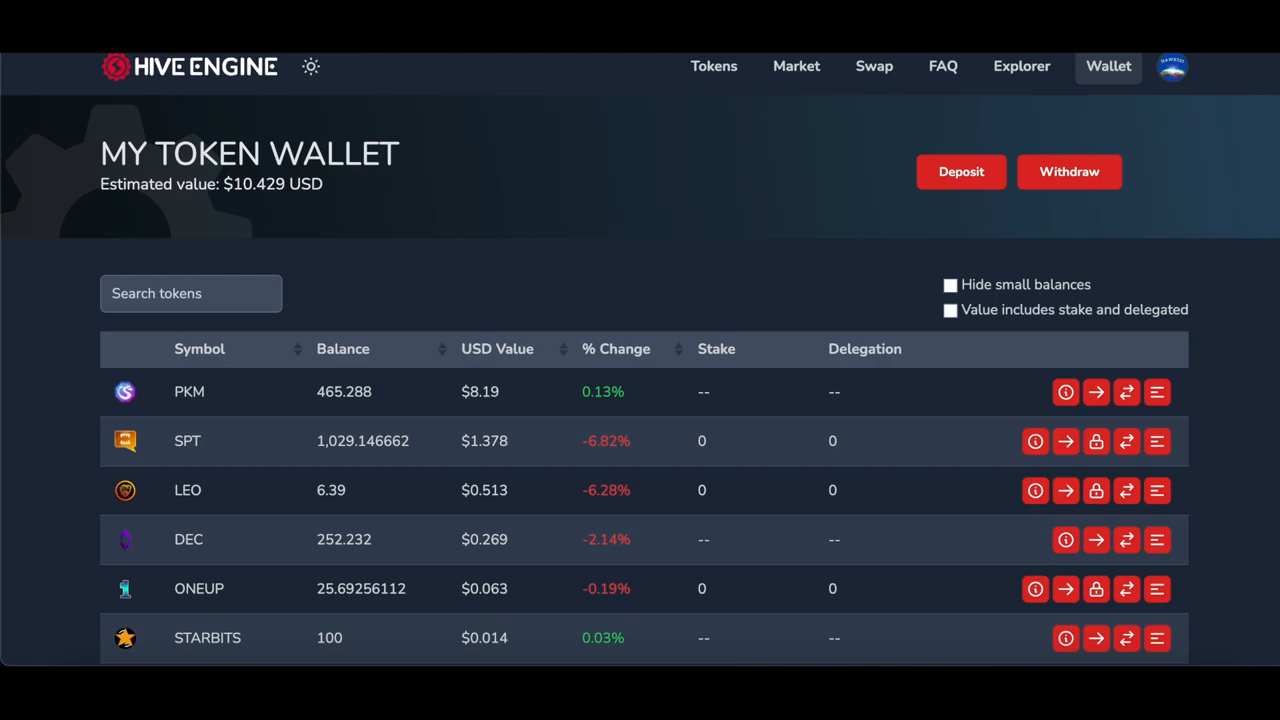 HIVE ENGINE Tokens Market Swap FAQ Explorer Wallet
MY TOKEN WALLET
Estimated value: $10.429 USD
Deposit Withdraw
Search tokens
Hide small balances
Value includes stake and delegated
Symbol Balance USD Value % Change Stake Delegation
PKM 465.288 $8.19 0.13% -- --
SPT 1,029.146662 $1.378 -6.82% 0 0
LEO 6.39 $0.513 -6.28% 0 0
DEC 252.232 $0.269 -2.14% -- --
ONEUP 25.69256112 $0.063 -0.19% 0 0
STARBITS 100 $0.014 0.03% -- --